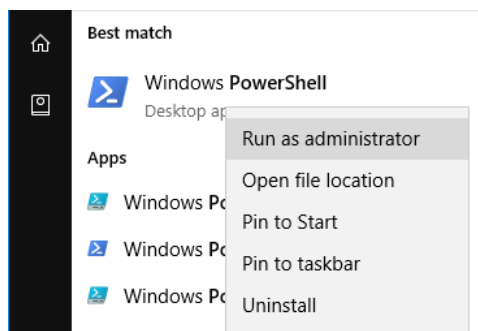 Best match
Windows PowerShell
Desktop ap
Run as administrator
Apps
Open file location
Windows Po
Pin to Start
Windows Po
Pin to taskbar
Windows Po
Uninstall